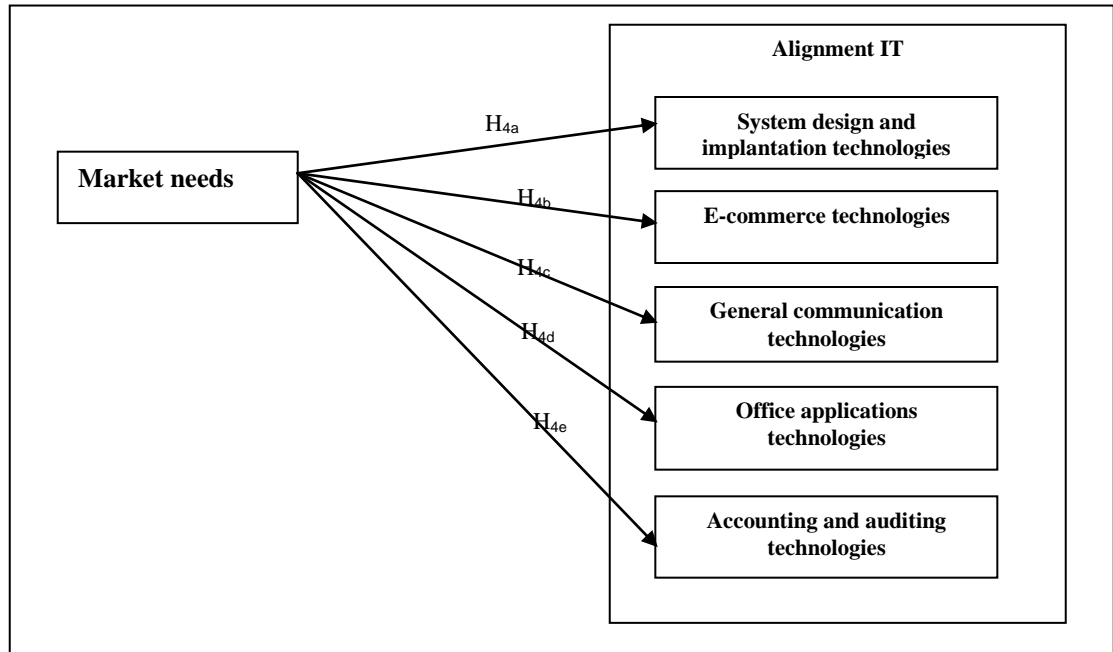 Alignment IT
System design and
implantation technologies
H4a
Market needs
H4b
E-commerce technologies
H4c
General communication
technologies
H4d
Office applications
technologies
H4e
Accounting and auditing
technologies